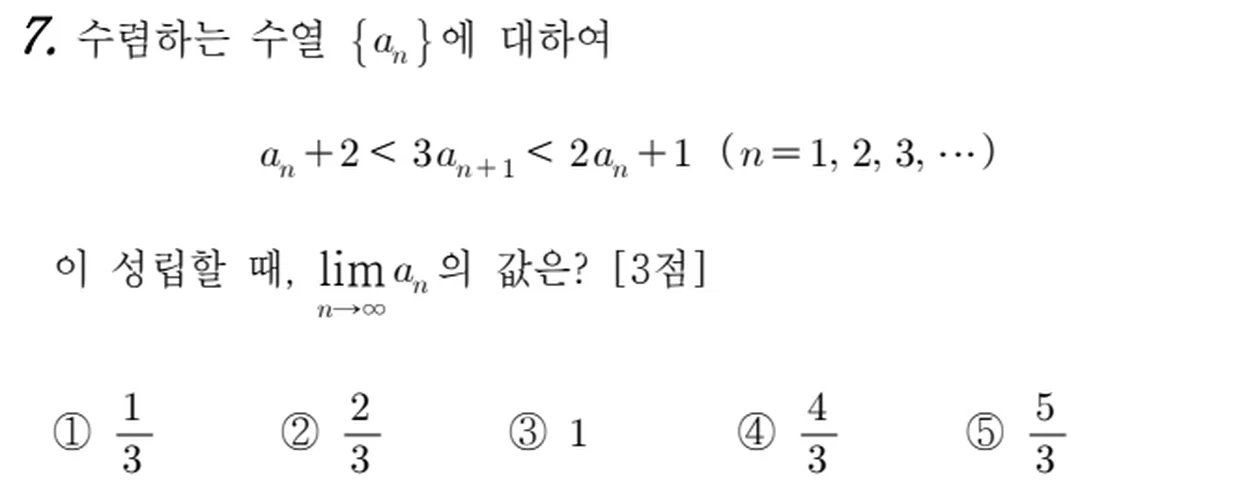 7. 수렴하는 수열 {aₙ}에 대하여
aₙ+2 < 3aₙ₊₁ < 2aₙ+1 (n=1, 2, 3, ⋯)
이 성립할 때, lim_{n→∞} aₙ의 값은? [3점]
① 1/3 ② 2/3 ③ 1 ④ 4/3 ⑤ 5/3